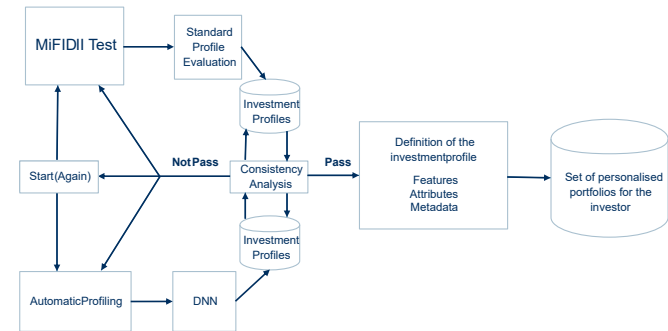 MiFIDII Test
Standard
Profile
Evaluation
Investment
Profiles
NotPass
Pass
Start(Again)
Consistency
Analysis
Definition of the
investmentprofile
Features
Attributes
Metadata
Set of personalised
portfolios for the
investor
Investment
Profiles
AutomaticProfiling
DNN